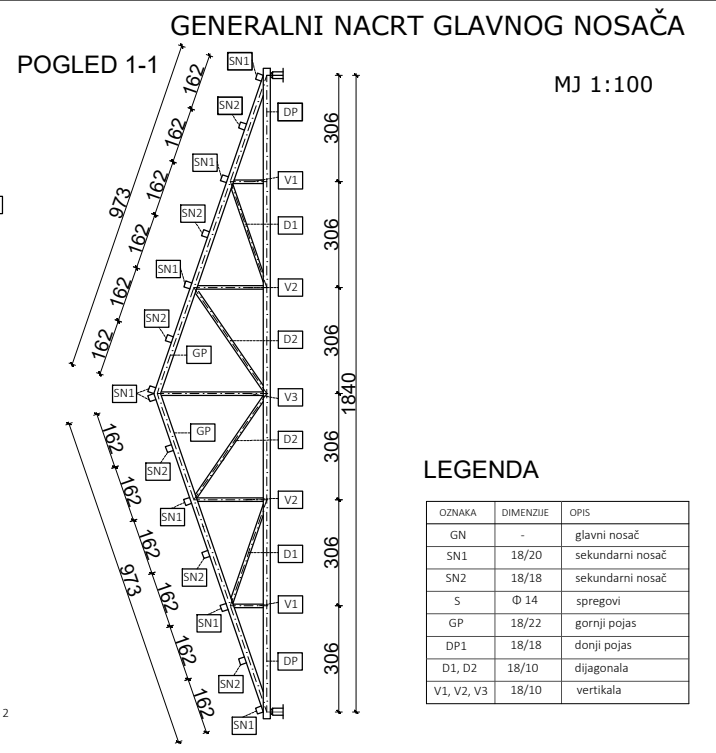 GENERALNI NACRT GLAVNOG NOSAČA
POGLED 1-1
MJ 1:100
SN1
162
SN2
DP
162
306
973
SN1
V1
162
SN2
D1
162
306
SN1
V2
162
SN2
D2
162
GP
306
SN1
V3
1840
GP
162
D2
SN2
306
162
V2
SN1
162
973
SN2
D1
306
162
SN1
V1
162
SN2
DP
306
162
SN1
2
LEGENDA
OZNAKA DIMENZIJE OPIS
GN - glavni nosač
SN1 18/20 sekundarni nosač
SN2 18/18 sekundarni nosač
S Φ 14 spregovi
GP 18/22 gornji pojas
DP1 18/18 donji pojas
D1, D2 18/10 dijagonala
V1, V2, V3 18/10 vertikala